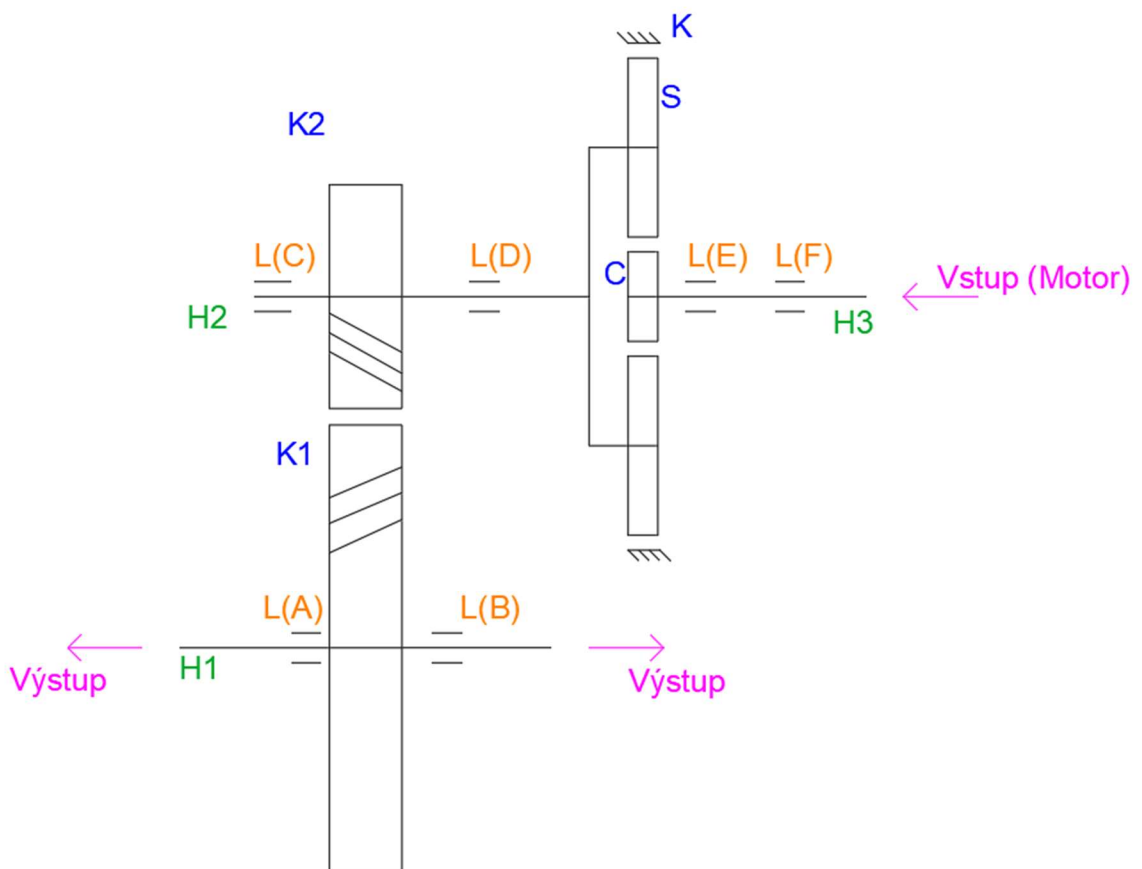 K
S
K2
L(C)
L(D)
C
L(E)
L(F)
Vstup (Motor)
H2
H3
K1
L(A)
L(B)
H1
Výstup
Výstup